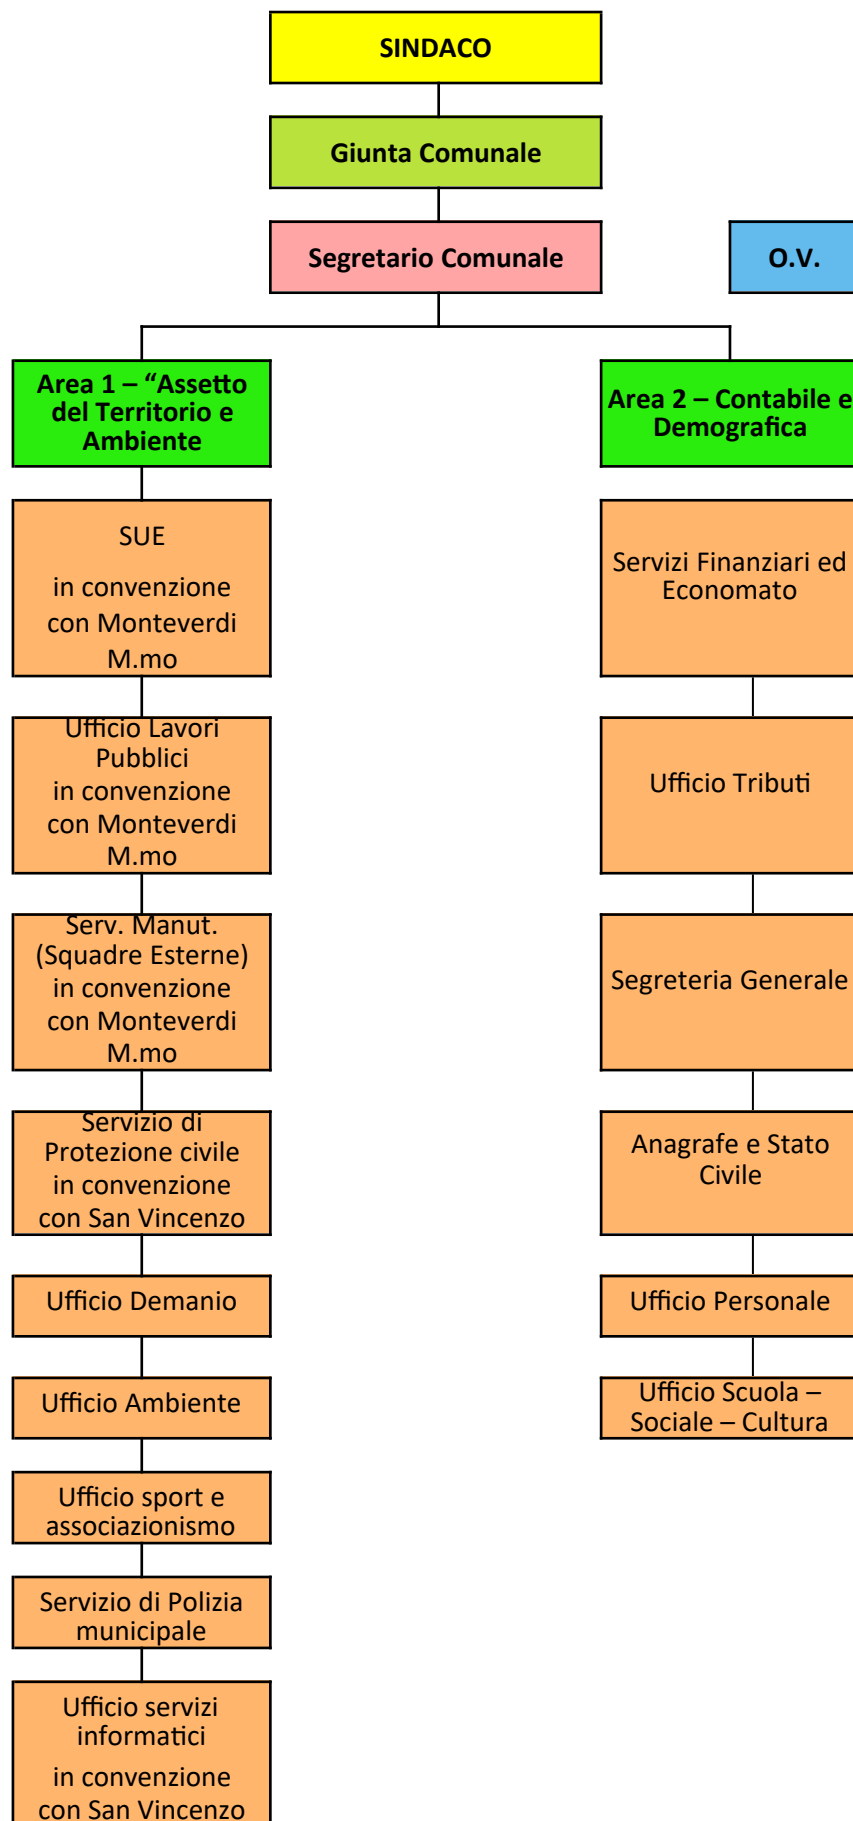 SINDACO
Giunta Comunale
Segretario Comunale
O.V.
Area 1 – “Assetto
del Territorio e
Ambiente
Area 2 – Contabile e
Demografica
SUE
in convenzione
con Monteverdi
M.mo
Servizi Finanziari ed
Economato
Ufficio Lavori
Pubblici
in convenzione
con Monteverdi
M.mo
Ufficio Tributi
Serv. Manut.
(Squadre Esterne)
in convenzione
con Monteverdi
M.mo
Segreteria Generale
Servizio di
Protezione civile
in convenzione
con San Vincenzo
Anagrafe e Stato
Civile
Ufficio Demanio
Ufficio Personale
Ufficio Ambiente
Ufficio Scuola –
Sociale – Cultura
Ufficio sport e
associazionismo
Servizio di Polizia
municipale
Ufficio servizi
informatici
in convenzione
con San Vincenzo